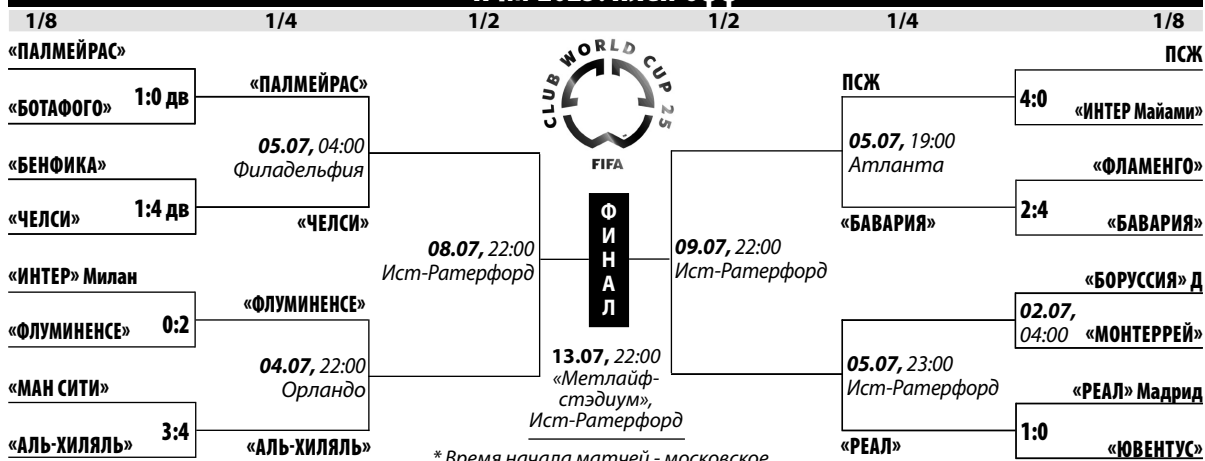 1/8 1/4 1/2 1/2 1/4 1/8
«ПАЛМЕЙРАС»
1:0 дв
«БОТАФОГО»
«БЕНФИКА»
1:4 дв
«ЧЕЛСИ»
«ИНТЕР» Милан
0:2
«ФЛУМИНЕНСЕ»
«МАН СИТИ»
3:4
«АЛЬ-ХИЛЯЛЬ»
«ПАЛМЕЙРАС»
05.07, 04:00
Филадельфия
«ЧЕЛСИ»
«ФЛУМИНЕНСЕ»
04.07, 22:00
Орландо
«АЛЬ-ХИЛЯЛЬ»
08.07, 22:00
Ист-Ратерфорд
CLUB WORLD CUP 25
FIFA
ФИНАЛ
13.07, 22:00
«Метлайф-
стэдиум»,
Ист-Ратерфорд
* Время начала матчей - московское
09.07, 22:00
Ист-Ратерфорд
ПСЖ
05.07, 19:00
Атланта
«БАВАРИЯ»
05.07, 23:00
Ист-Ратерфорд
«РЕАЛ»
ПСЖ
4:0
«ИНТЕР Майами»
«ФЛАМЕНГО»
2:4
«БАВАРИЯ»
«БОРУССИЯ» Д
02.07,
04:00 «МОНТЕРРЕЙ»
«РЕАЛ» Мадрид
1:0
«ЮВЕНТУС»